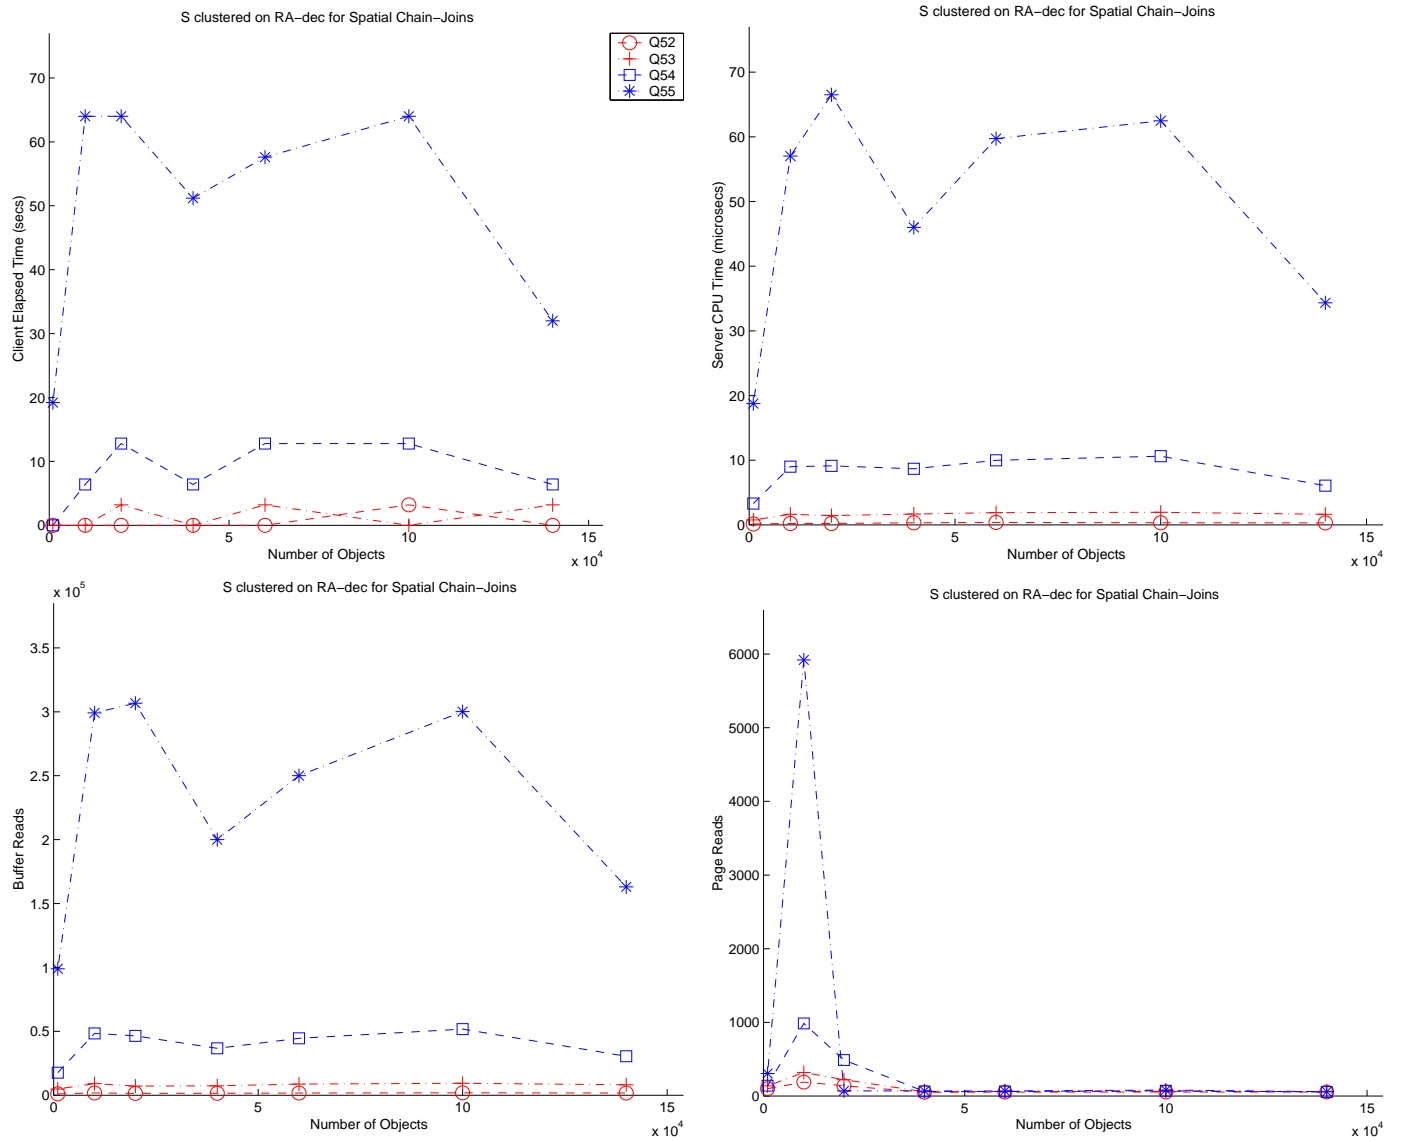 S clustered on RA−dec for Spatial Chain−Joins
Q52
Q53
Q54
Q55
70
60
50
40
30
20
10
0
Client Elapsed Time (secs)
0
5
10
15
Number of Objects
x 10^4
S clustered on RA−dec for Spatial Chain−Joins
70
60
50
40
30
20
10
0
Server CPU Time (microsecs)
0
5
10
15
Number of Objects
x 10^4
S clustered on RA−dec for Spatial Chain−Joins
x 10^5
3.5
3
2.5
2
1.5
1
0.5
0
Buffer Reads
0
5
10
15
Number of Objects
x 10^4
S clustered on RA−dec for Spatial Chain−Joins
6000
5000
4000
3000
2000
1000
0
Page Reads
0
5
10
15
Number of Objects
x 10^4